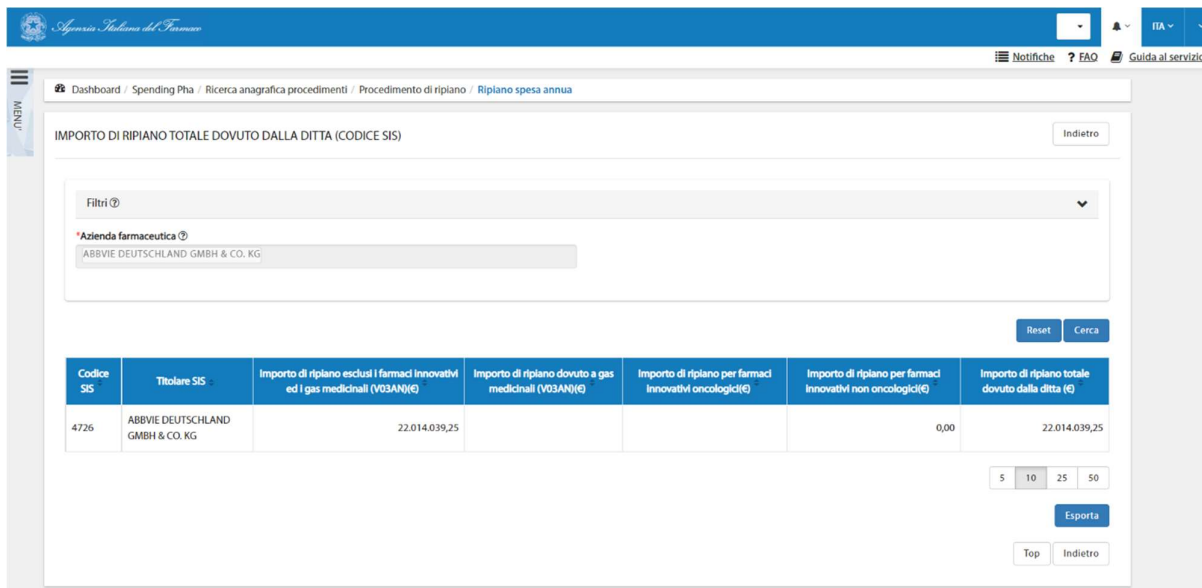 Agenzia Italiana del Farmaco
ITA
Notifiche ? FAQ Guida al servizio
MENU'
Dashboard / Spending Pha / Ricerca anagrafica procedimenti / Procedimento di ripiano / Ripiano spesa annua
IMPORTO DI RIPIANO TOTALE DOVUTO DALLA DITTA (CODICE SIS)
Indietro
Filtri ?
*Azienda farmaceutica ?
ABBVIE DEUTSCHLAND GMBH & CO. KG
Reset Cerca
Codice SIS
Titolare SIS
Importo di ripiano esclusi i farmaci innovativi
ed i gas medicinali (V03AN)(€)
Importo di ripiano dovuto a gas
medicinali (V03AN)(€)
Importo di ripiano per farmaci
innovativi oncologici(€)
Importo di ripiano per farmaci
innovativi non oncologici(€)
Importo di ripiano totale
dovuto dalla ditta (€)
4726
ABBVIE DEUTSCHLAND
GMBH & CO. KG
22.014.039,25
0,00
22.014.039,25
5 10 25 50
Esporta
Top Indietro